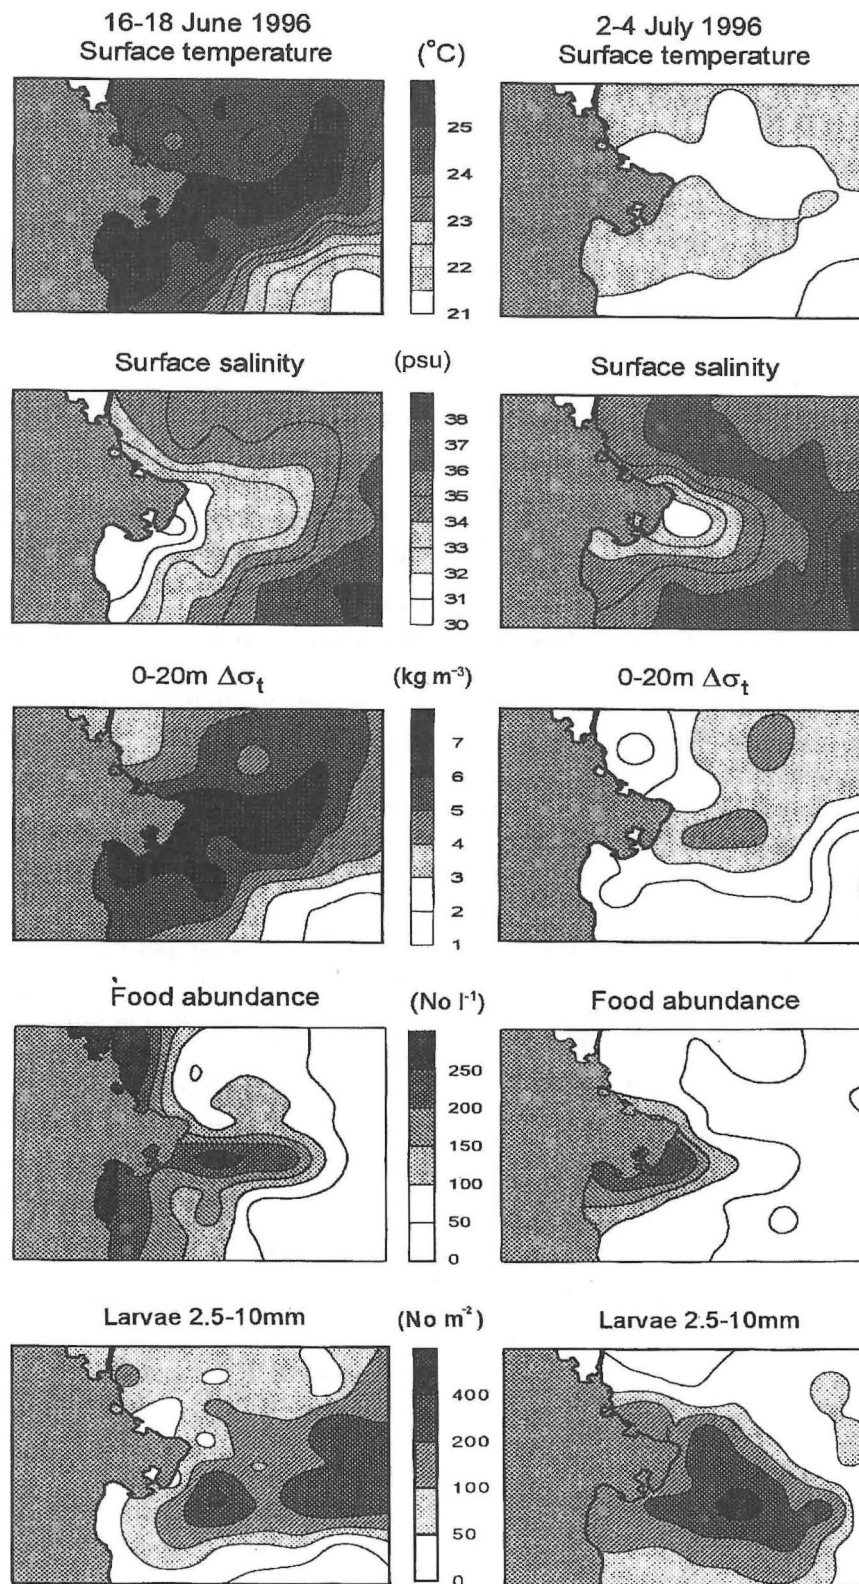 16-18 June 1996
Surface temperature
(°C)
2-4 July 1996
Surface temperature
25
24
23
22
21
Surface salinity
(psu)
Surface salinity
38
37
36
35
34
33
32
31
30
0-20m Δσt
(kg m⁻³)
0-20m Δσt
7
6
5
4
3
2
1
Food abundance
(No l⁻¹)
Food abundance
250
200
150
100
50
0
Larvae 2.5-10mm
(No m⁻²)
Larvae 2.5-10mm
400
200
100
50
0